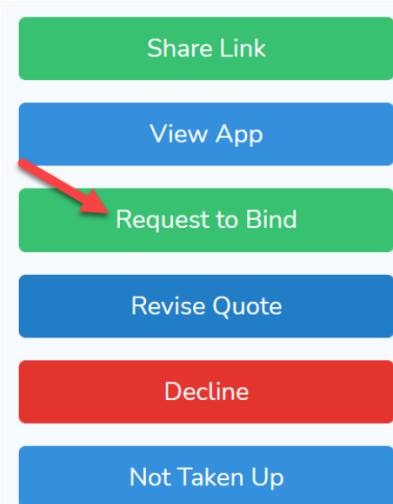 Share Link
View App
Request to Bind
Revise Quote
Decline
Not Taken Up